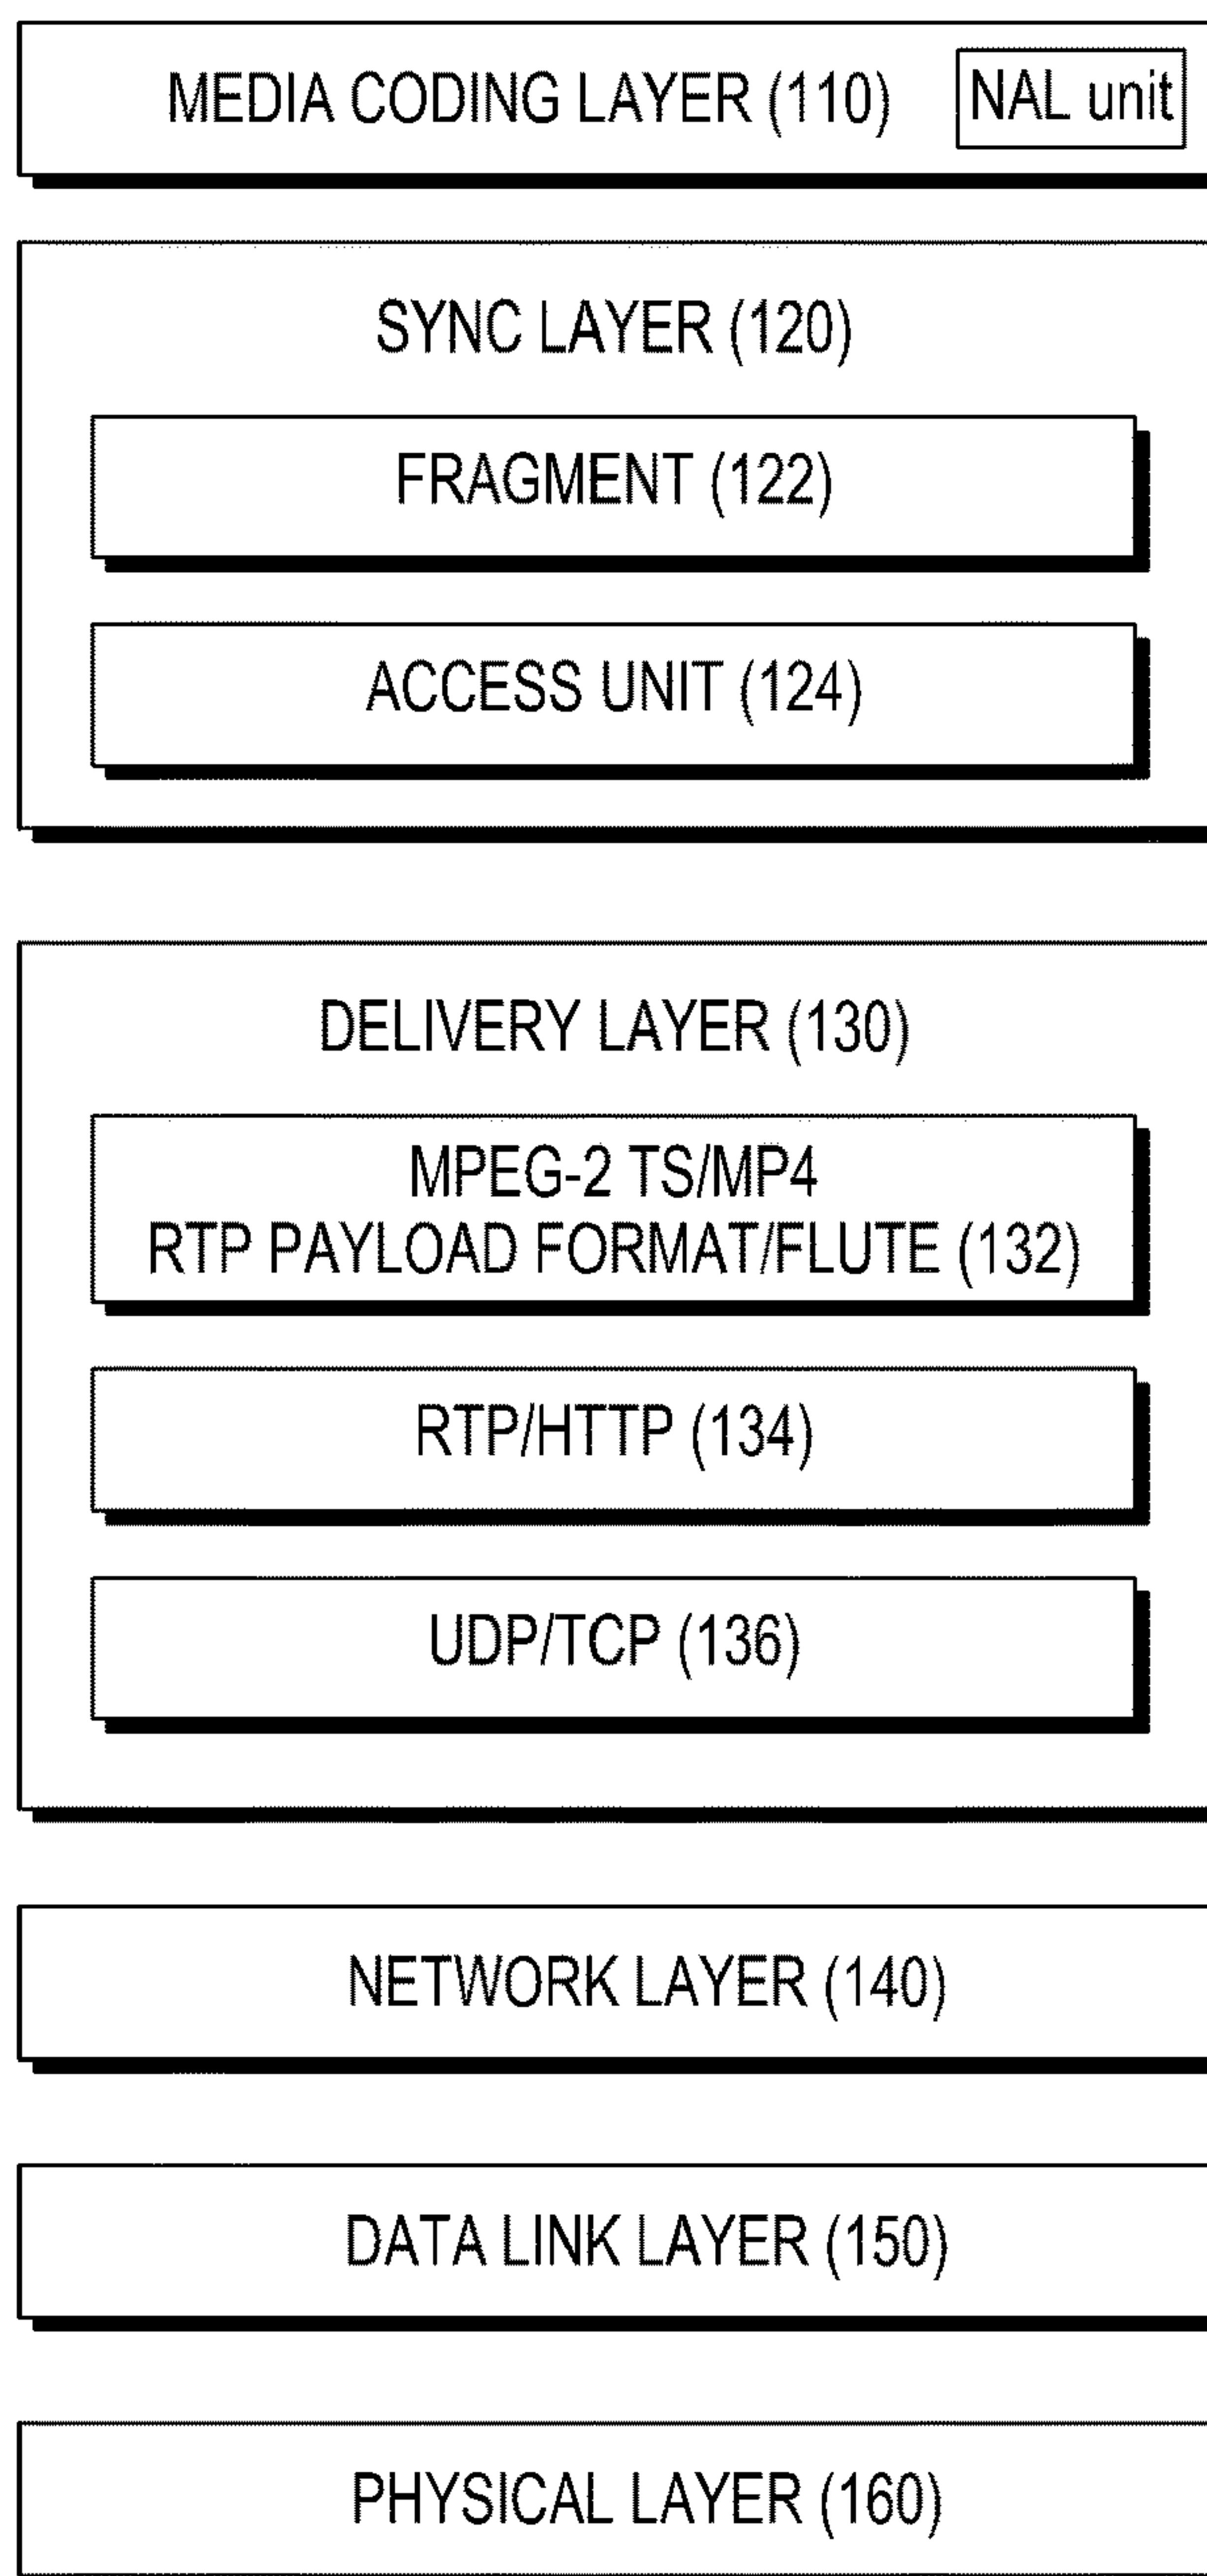 MEDIA CODING LAYER (110) NAL unit
SYNC LAYER (120)
FRAGMENT (122)
ACCESS UNIT (124)
DELIVERY LAYER (130)
MPEG-2 TS/MP4
RTP PAYLOAD FORMAT/FLUTE (132)
RTP/HTTP (134)
UDP/TCP (136)
NETWORK LAYER (140)
DATA LINK LAYER (150)
PHYSICAL LAYER (160)